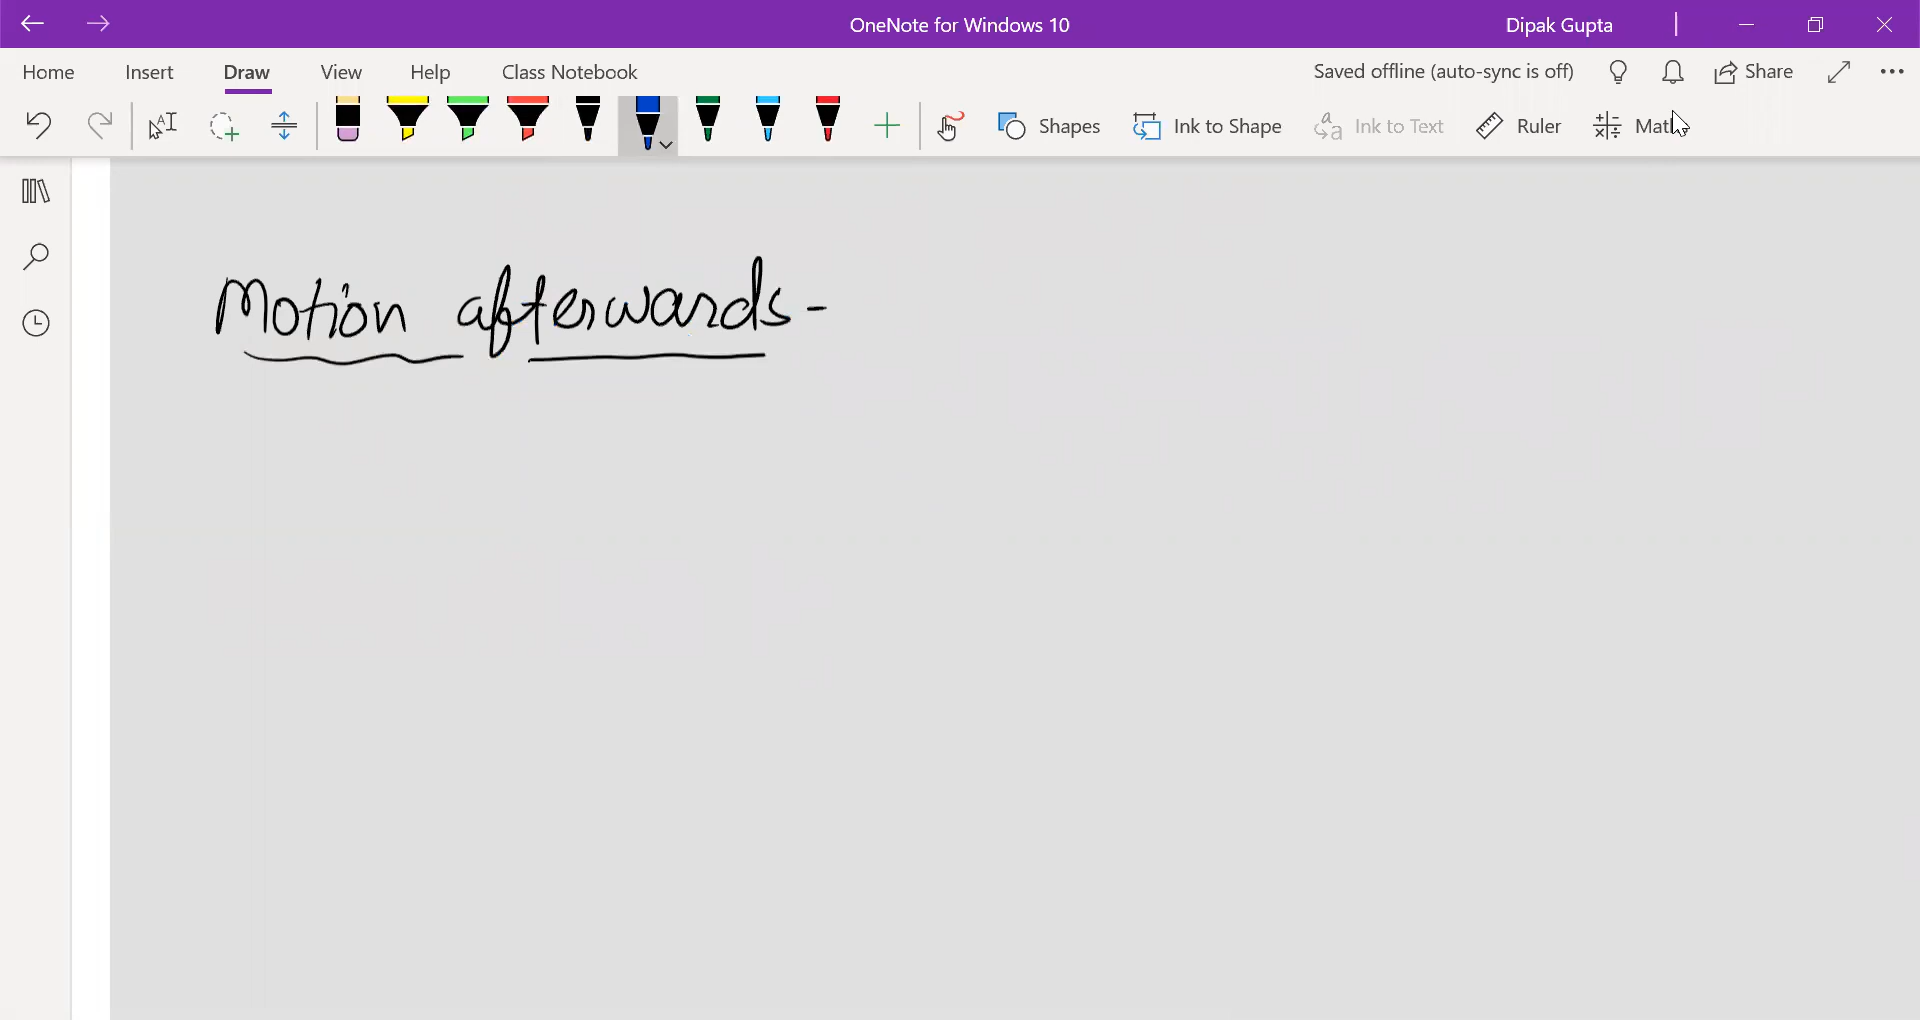 OneNote for Windows 10
Dipak Gupta
Home Insert Draw View Help Class Notebook
Saved offline (auto-sync is off)
Share
Shapes Ink to Shape Ink to Text Ruler Math
Motion afterwards -